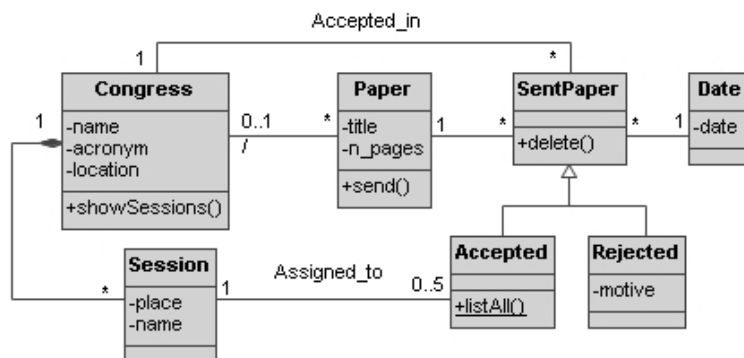 Accepted_in
1
*
Congress
-name
-acronym
-location
+showSessions()
1
0..1
/
*
Paper
-title
-n_pages
+send()
1
*
SentPaper
+delete()
*
1
Date
-date
Session
-place
-name
*
1
Assigned_to
0..5
Accepted
+listAll()
Rejected
-motive